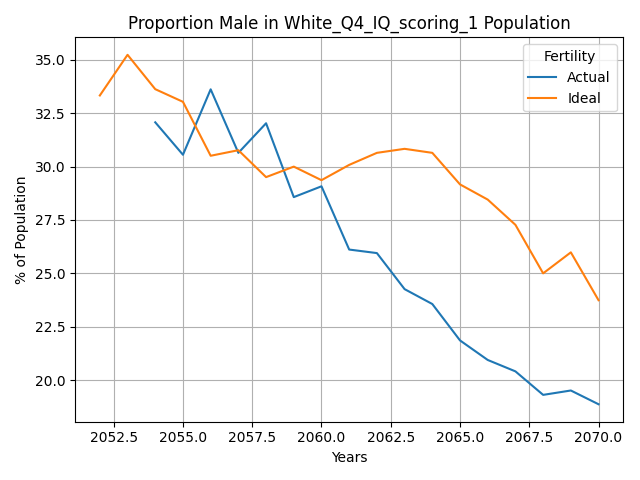 Proportion Male in White_Q4_IQ_scoring_1 Population
Fertility
Actual
Ideal
% of Population
35.0
32.5
30.0
27.5
25.0
22.5
20.0
2052.5 2055.0 2057.5 2060.0 2062.5 2065.0 2067.5 2070.0
Years